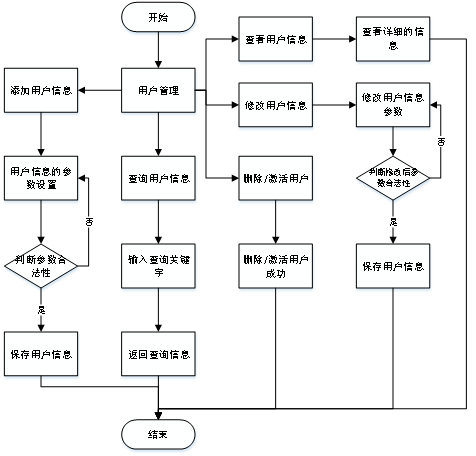 开始
查看用户信息
查看详细的信
息
添加用户信息
用户管理
修改用户信息
修改用户信息
参数
否
用户信息的参
数设置
查询用户信息
删除/激活用户
判断修改后参
数合法性
否
是
判断参数合
法性
输入查询关键
字
删除/激活用户
成功
保存用户信息
是
保存用户信息
返回查询信息
结束